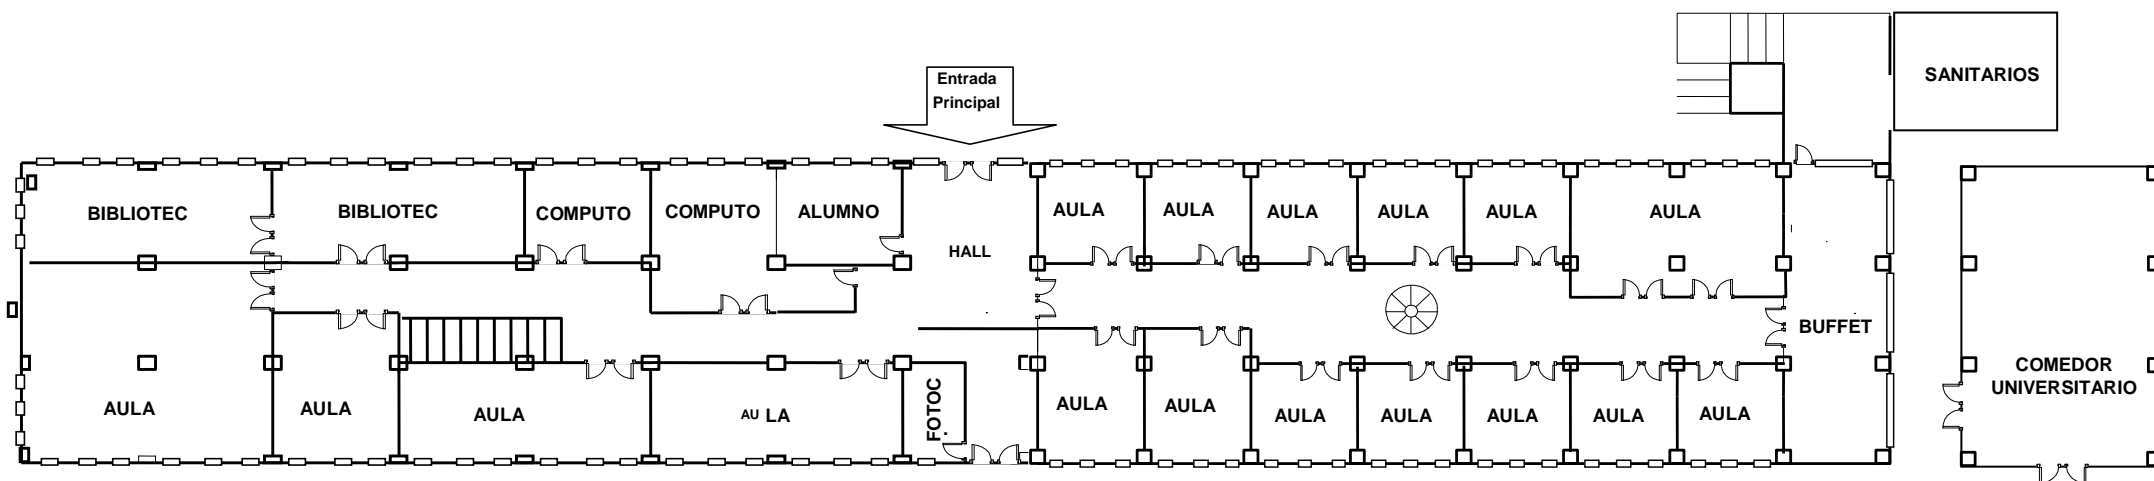 Entrada
Principal
SANITARIOS
BIBLIOTEC
BIBLIOTEC
COMPUTO
COMPUTO
ALUMNO
HALL
AULA
AULA
AULA
AULA
AULA
AULA
BUFFET
COMEDOR
UNIVERSITARIO
AULA
AULA
AULA
AU LA
FOTOC.
AULA
AULA
AULA
AULA
AULA
AULA
AULA